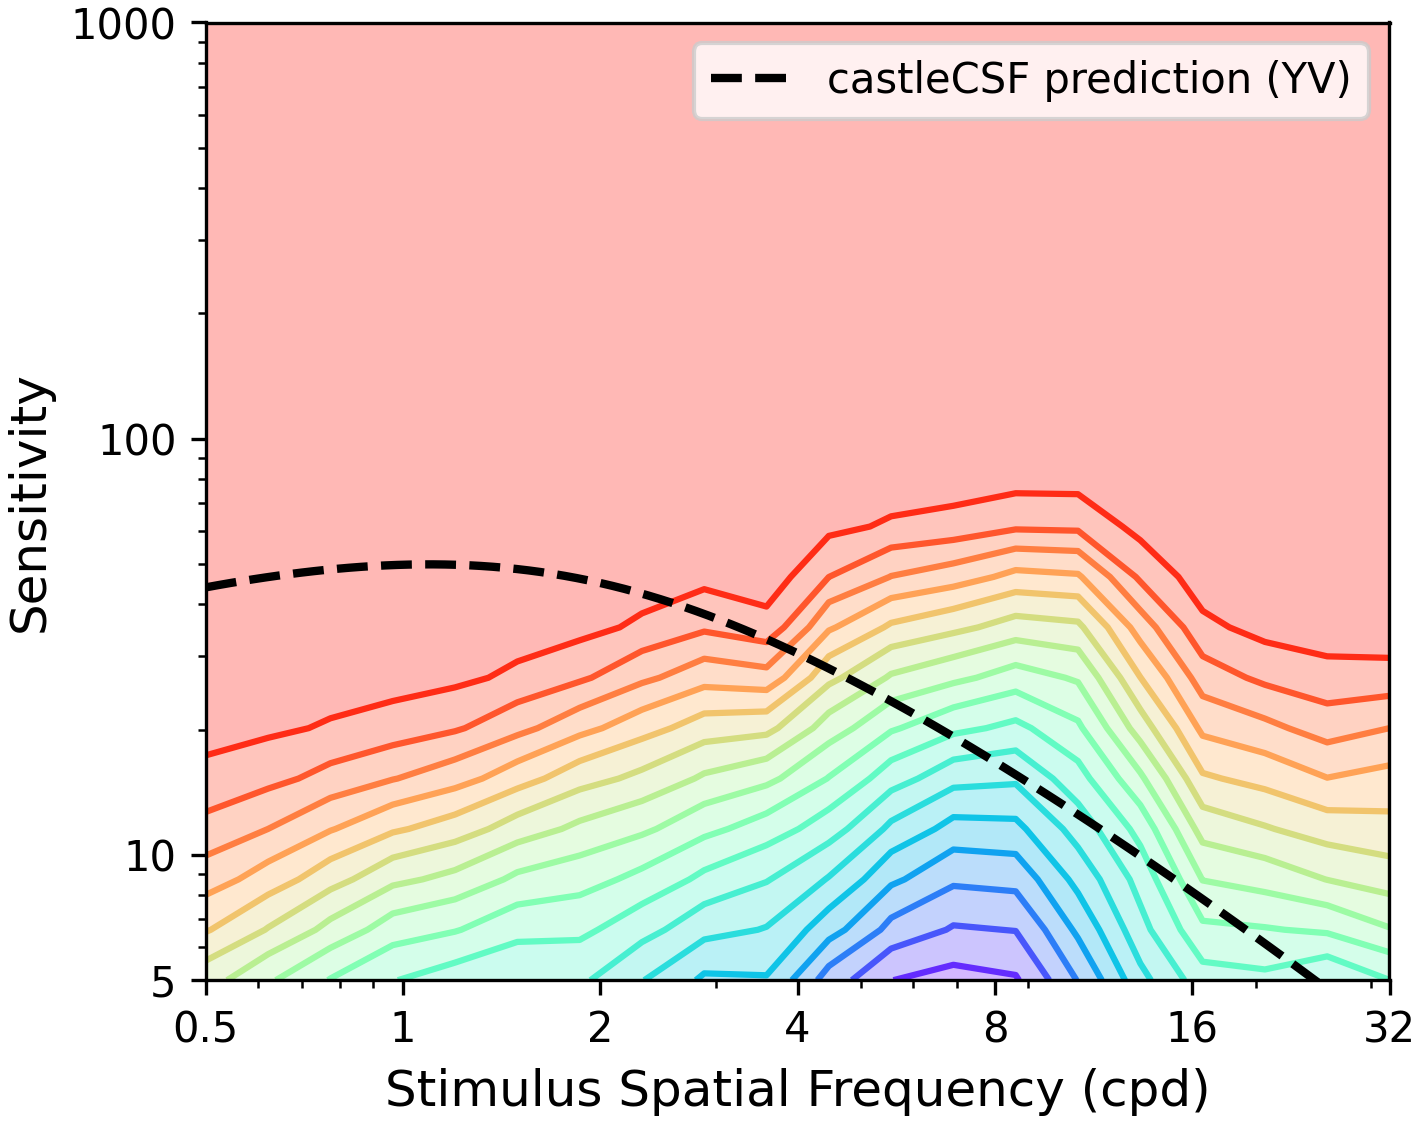 1000
castleCSF prediction (YV)
Sensitivity
100
10
5
0.5 1 2 4 8 16 32
Stimulus Spatial Frequency (cpd)